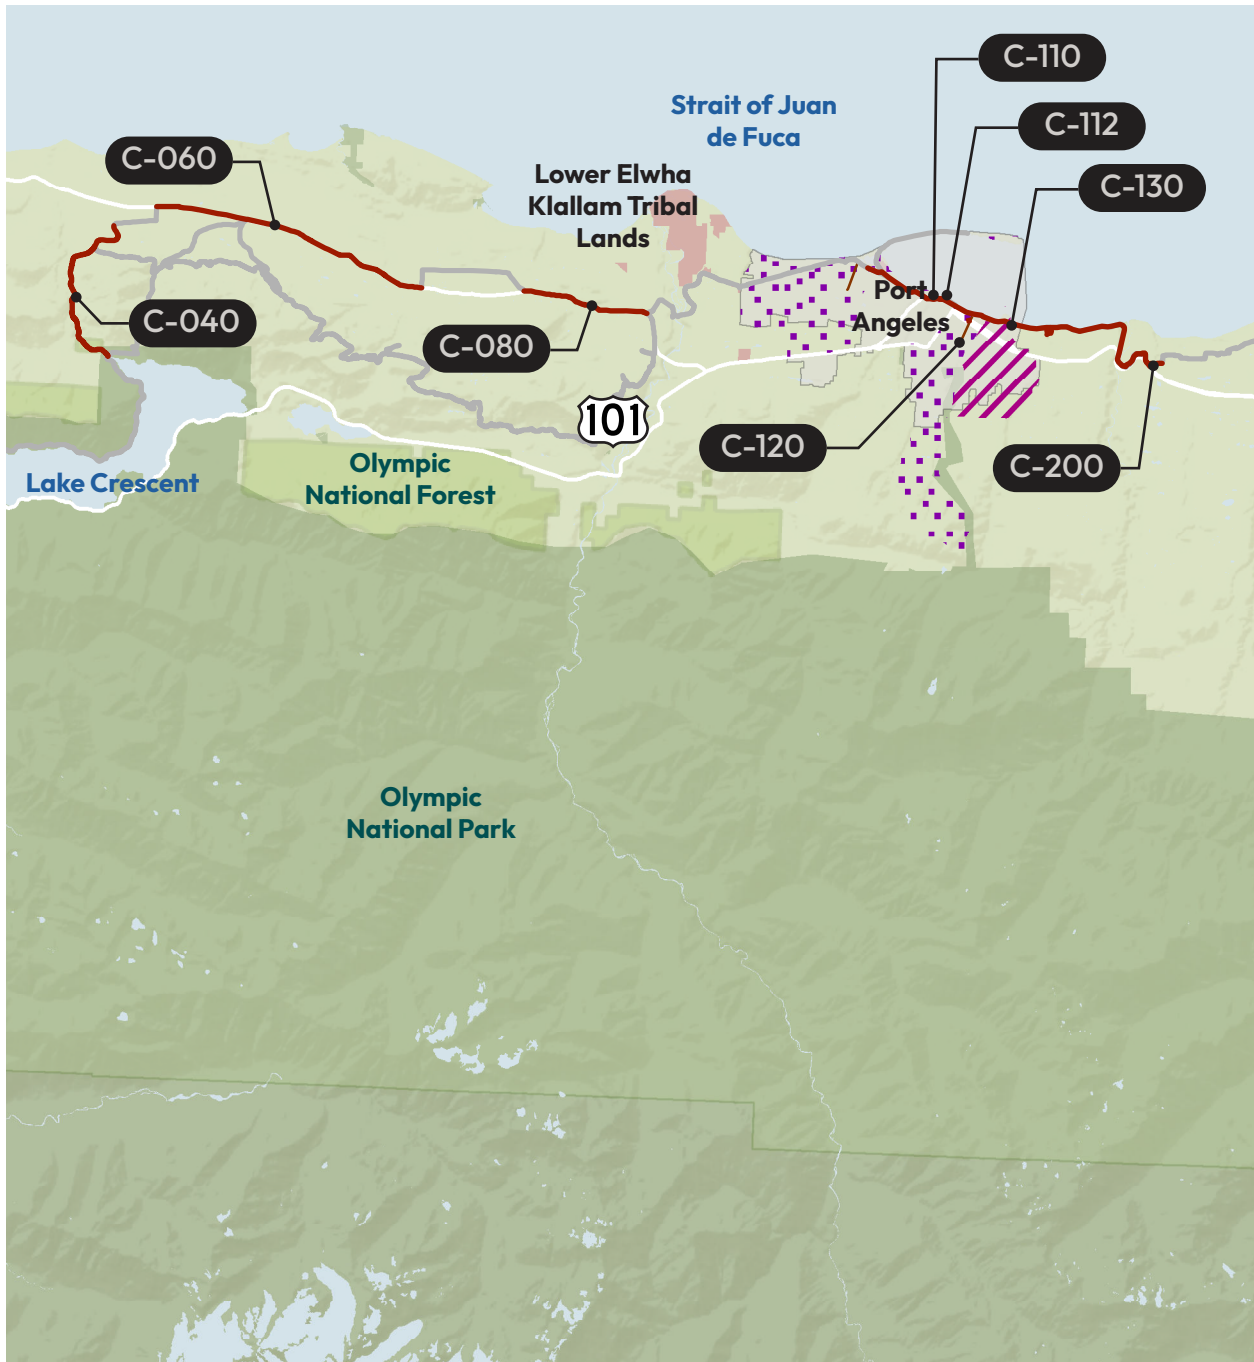 C-110
Strait of Juan
de Fuca
C-112
C-060
Lower Elwha
Klallam Tribal
Lands
C-130
Port
Angeles
C-040
C-080
101
C-120
C-200
Olympic
National Forest
Lake Crescent
Olympic
National Park